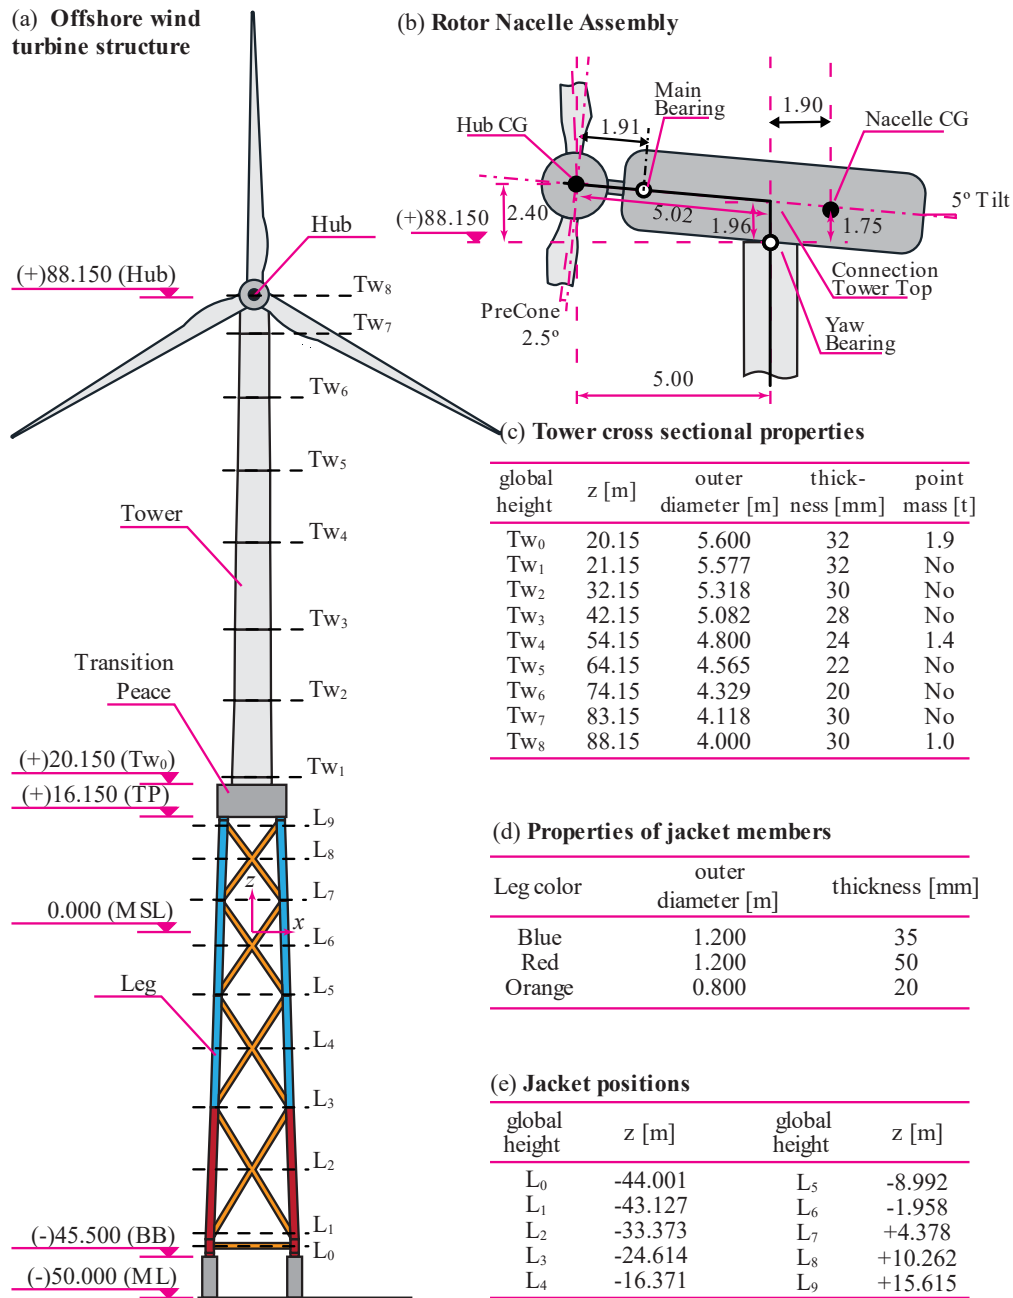 (a) Offshore wind
turbine structure
(+)88.150 (Hub)
Hub
Tw8
Tw7
Tw6
Tw5
Tower
Tw4
Tw3
Transition
Peace
Tw2
(+)20.150 (Tw0)
Tw1
(+)16.150 (TP)
L9
L8
z
L7
0.000 (MSL)
x
L6
Leg
L5
L4
L3
L2
L1
(-)45.500 (BB)
L0
(-)50.000 (ML)
(b) Rotor Nacelle Assembly
Main
Bearing
1.90
Hub CG
1.91
Nacelle CG
(+)88.150
2.40
5.02
1.96
1.75
5º Tilt
Connection
Tower Top
PreCone
2.5º
Yaw
Bearing
5.00
(c) Tower cross sectional properties
global height z [m] outer diameter [m] thick-ness [mm] point mass [t]
Tw0 20.15 5.600 32 1.9
Tw1 21.15 5.577 32 No
Tw2 32.15 5.318 30 No
Tw3 42.15 5.082 28 No
Tw4 54.15 4.800 24 1.4
Tw5 64.15 4.565 22 No
Tw6 74.15 4.329 20 No
Tw7 83.15 4.118 30 No
Tw8 88.15 4.000 30 1.0
(d) Properties of jacket members
Leg color outer diameter [m] thickness [mm]
Blue 1.200 35
Red 1.200 50
Orange 0.800 20
(e) Jacket positions
global height z [m] global height z [m]
L0 -44.001 L5 -8.992
L1 -43.127 L6 -1.958
L2 -33.373 L7 +4.378
L3 -24.614 L8 +10.262
L4 -16.371 L9 +15.615